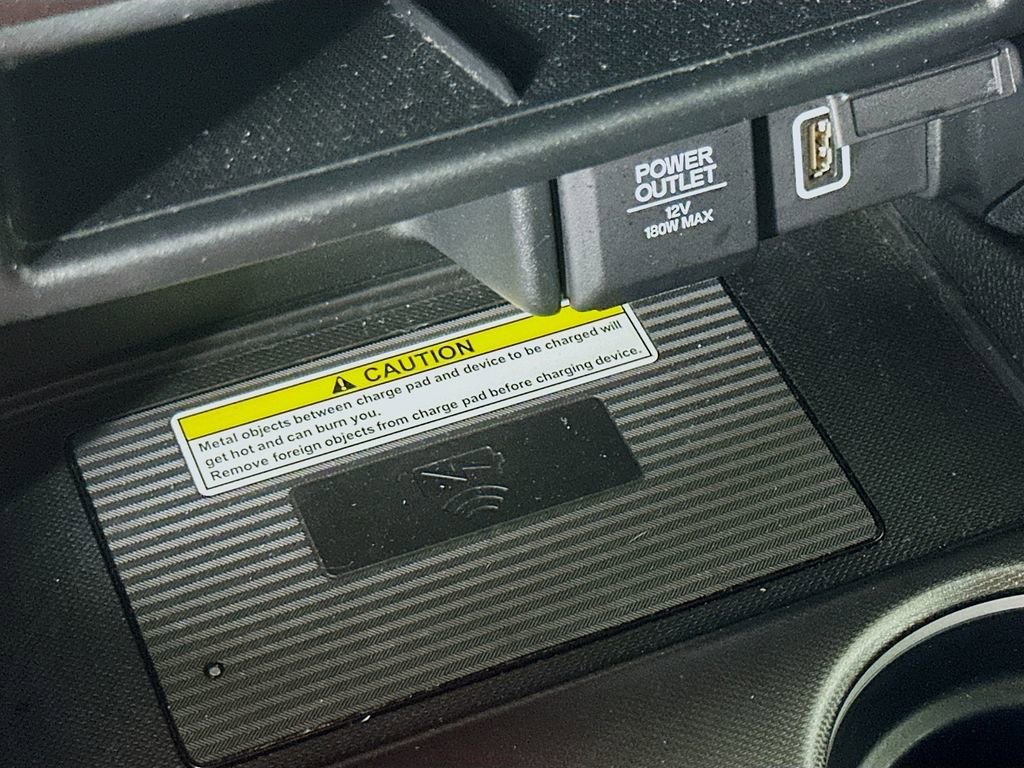 POWER
OUTLET
12V
180W MAX
CAUTION
Metal objects between charge pad and device to be charged will
get hot and can burn you.
Remove foreign objects from charge pad before charging device.